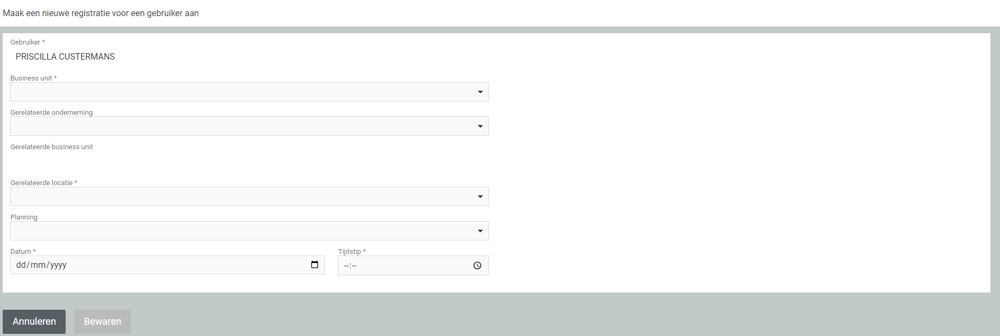 Maak een nieuwe registratie voor een gebruiker aan
Gebruiker *
PRISCILLA CUSTERMANS
Business unit *
Gerelateerde onderneming
Gerelateerde business unit
Gerelateerde locatie *
Planning
Datum * Tijdstip *
dd/mm/yyyy --:--
Annuleren Bewaren